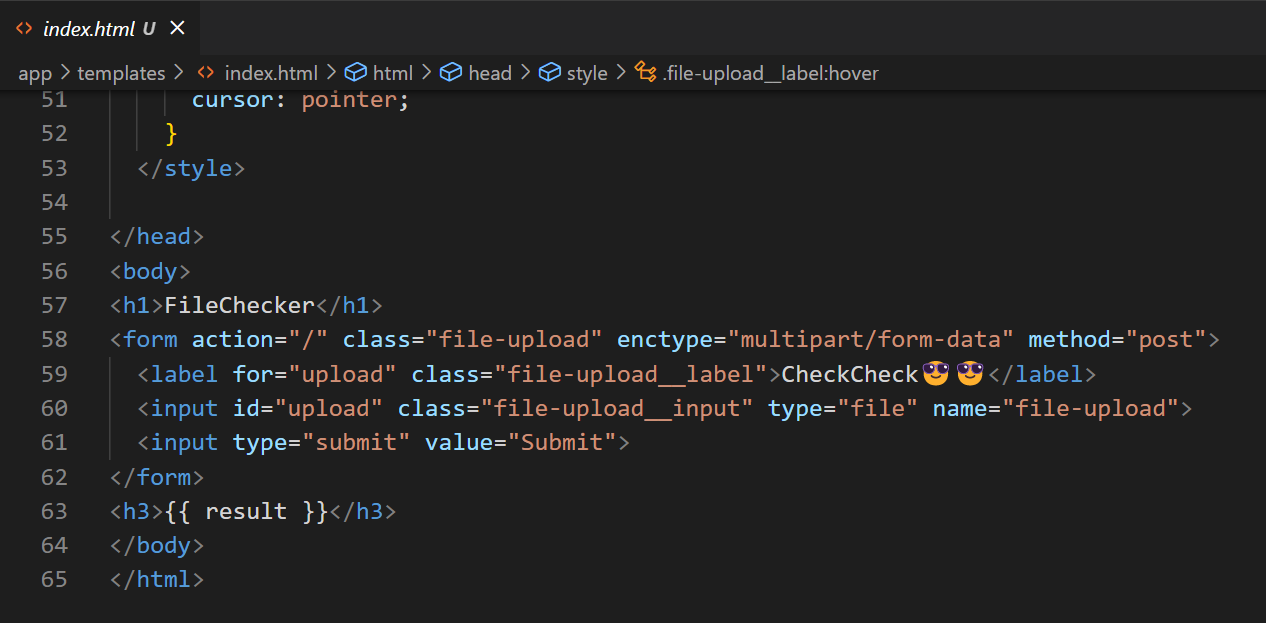 index.html U ×
app > templates > <> index.html > html > head > style > .file-upload__label:hover
51 cursor: pointer;
52 }
53 </style>
54
55 </head>
56 <body>
57 <h1>FileChecker</h1>
58 <form action="/" class="file-upload" enctype="multipart/form-data" method="post">
59 <label for="upload" class="file-upload__label">CheckCheck😎😎</label>
60 <input id="upload" class="file-upload__input" type="file" name="file-upload">
61 <input type="submit" value="Submit">
62 </form>
63 <h3>{{ result }}</h3>
64 </body>
65 </html>